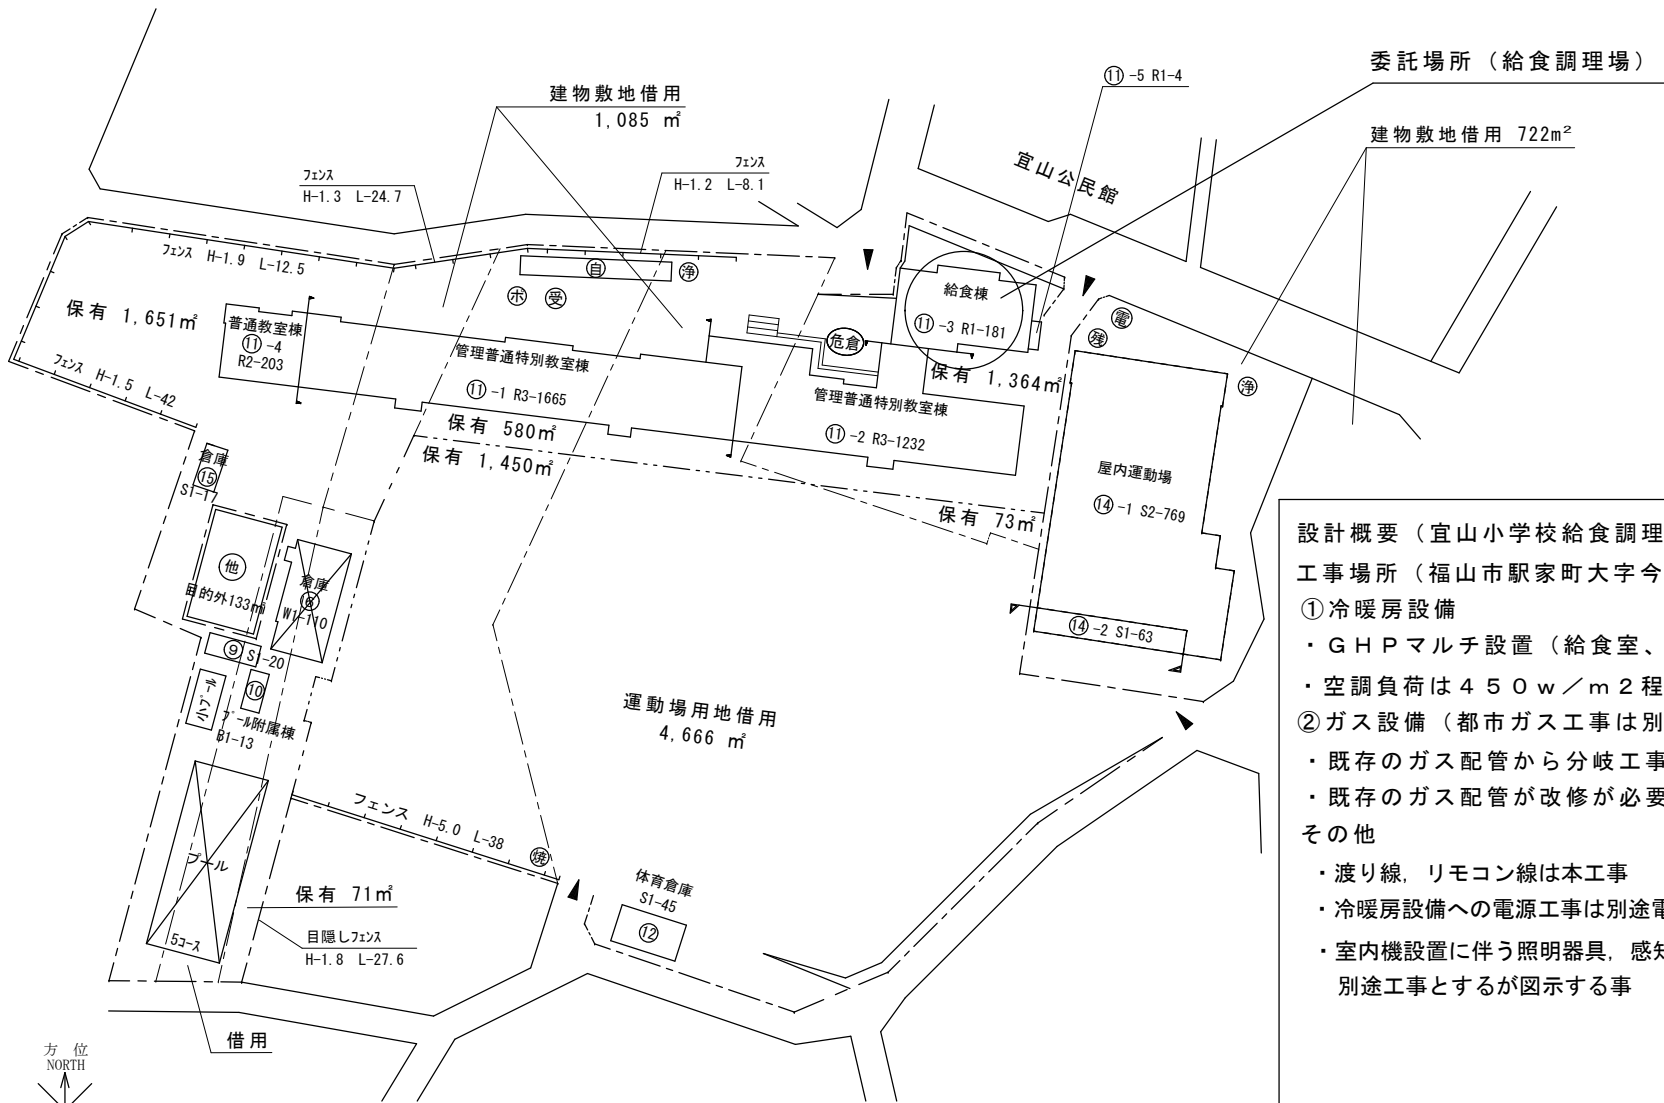 委託場所（給食調理場）
⑪-5 R1-4
建物敷地借用
1,085 ㎡
建物敷地借用 722m²
フェンス
H-1.3 L-24.7
フェンス
H-1.2 L-8.1
宜山公民館
フェンス H-1.9 L-12.5
自
浄
ポ
受
電
残
浄
保有 1,651㎡
普通教室棟
⑪-4
R2-203
管理普通特別教室棟
⑪-1 R3-1665
給食棟
⑪-3 R1-181
危倉
保有 1,364㎡
管理普通特別教室棟
⑪-2 R3-1232
フェンス H-1.5 L-42
保有 580㎡
保有 1,450㎡
保有 73㎡
屋内運動場
⑭-1 S2-769
⑭-2 S1-63
倉庫
⑮
S1-17
他
目的外133㎡
倉庫
W1-110
⑨ S1-20
⑩
小プール
プール附属棟
B1-13
運動場用地借用
4,666 ㎡
フェンス H-5.0 L-38
焼
プール
5コース
保有 71㎡
目隠しフェンス
H-1.8 L-27.6
体育倉庫
S1-45
⑫
借用
方位
NORTH
設計概要（宜山小学校給食調理
工事場所（福山市駅家町大字今
①冷暖房設備
・ＧＨＰマルチ設置（給食室、
・空調負荷は４５０ｗ／ｍ２程
②ガス設備（都市ガス工事は別
・既存のガス配管から分岐工事
・既存のガス配管が改修が必要
その他
・渡り線，リモコン線は本工事
・冷暖房設備への電源工事は別途電
・室内機設置に伴う照明器具，感知
別途工事とするが図示する事